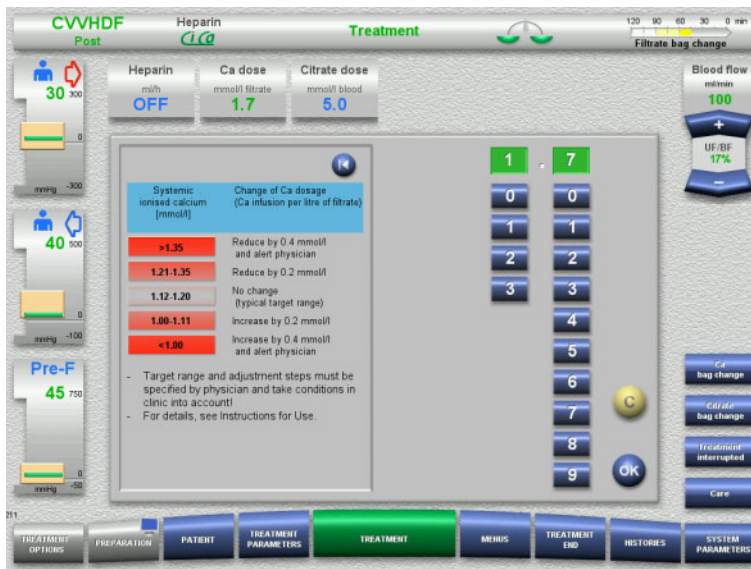 CVVHDF
Post
Heparin
CiCa
Treatment
120 90 60 30 0 min
Filtrate bag change
30 300
0
mmHg -300
40 500
0
mmHg -100
Pre-F
45 750
0
mmHg -50
Heparin
ml/h
OFF
Ca dose
mmol/l filtrate
1.7
Citrate dose
mmol/l blood
5.0
Blood flow
ml/min
100
+
UF/BF
17%
−
Systemic
ionised calcium
[mmol/l]
Change of Ca dosage
(Ca infusion per litre of filtrate)
>1.35
Reduce by 0.4 mmol/l
and alert physician
1.21-1.35
Reduce by 0.2 mmol/l
1.12-1.20
No change
(typical target range)
1.00-1.11
Increase by 0.2 mmol/l
<1.00
Increase by 0.4 mmol/l
and alert physician
- Target range and adjustment steps must be
specified by physician and take conditions in
clinic into account!
- For details, see Instructions for Use.
1 . 7
0 0
1 1
2 2
3 3
4
5
6
7
8
9
C
OK
Ca
bag change
Citrate
bag change
Treatment
interrupted
Care
211
TREATMENT
OPTIONS
PREPARATION
PATIENT
TREATMENT
PARAMETERS
TREATMENT
MENUS
TREATMENT
END
HISTORIES
SYSTEM
PARAMETERS